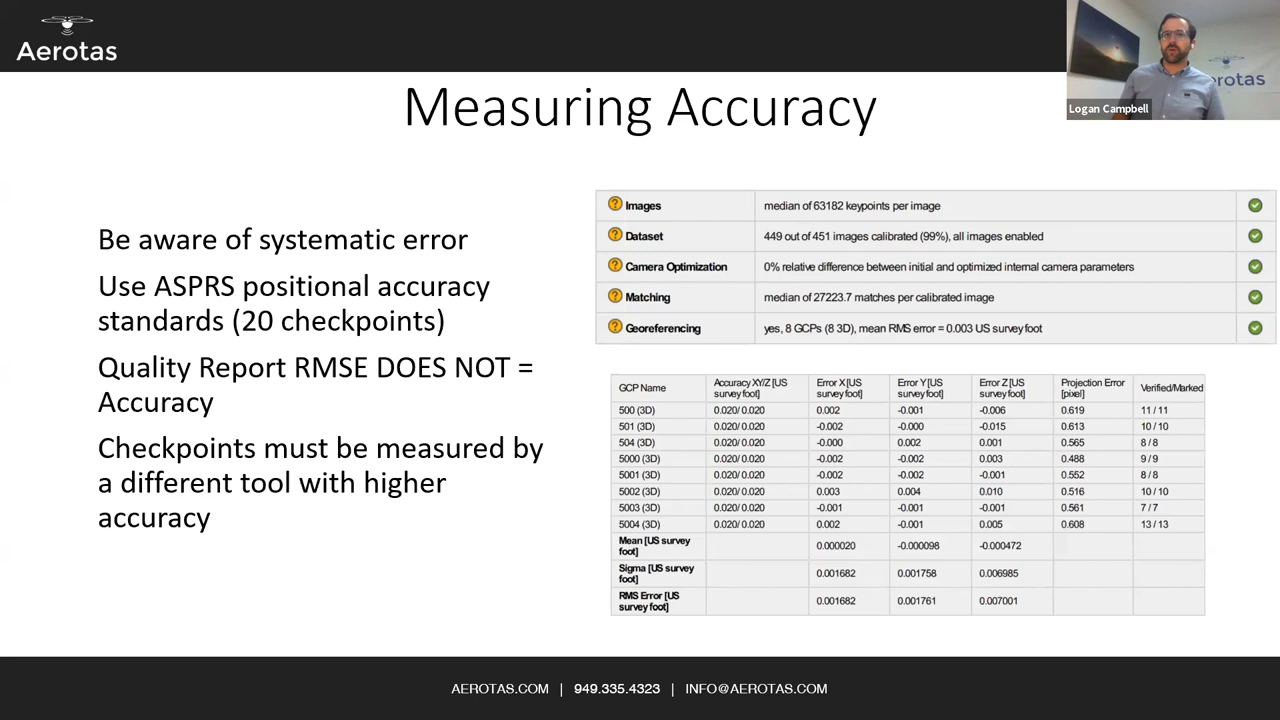 Aerotas
erotas
Logan Campbell
Measuring Accuracy
Be aware of systematic error
Use ASPRS positional accuracy
standards (20 checkpoints)
Quality Report RMSE DOES NOT =
Accuracy
Checkpoints must be measured by
a different tool with higher
accuracy
? Images median of 63182 keypoints per image
? Dataset 449 out of 451 images calibrated (99%), all images enabled
? Camera Optimization 0% relative difference between initial and optimized internal camera parameters
? Matching median of 27223.7 matches per calibrated image
? Georeferencing yes, 8 GCPs (8 3D), mean RMS error = 0.003 US survey foot
GCP Name Accuracy XY/Z [US survey foot] Error X [US survey foot] Error Y [US survey foot] Error Z [US survey foot] Projection Error [pixel] Verified/Marked
500 (3D) 0.020/ 0.020 0.002 -0.001 -0.006 0.619 11 / 11
501 (3D) 0.020/ 0.020 -0.002 -0.000 -0.015 0.613 10 / 10
504 (3D) 0.020/ 0.020 -0.000 0.002 0.001 0.565 8 / 8
5000 (3D) 0.020/ 0.020 -0.002 -0.002 0.003 0.488 9 / 9
5001 (3D) 0.020/ 0.020 -0.002 -0.002 -0.001 0.552 8 / 8
5002 (3D) 0.020/ 0.020 0.003 0.004 0.010 0.516 10 / 10
5003 (3D) 0.020/ 0.020 -0.001 -0.001 -0.001 0.561 7 / 7
5004 (3D) 0.020/ 0.020 0.002 -0.001 0.005 0.608 13 / 13
Mean [US survey foot] 0.000020 -0.000098 -0.000472
Sigma [US survey foot] 0.001682 0.001758 0.006985
RMS Error [US survey foot] 0.001682 0.001761 0.007001
AEROTAS.COM | 949.335.4323 | INFO@AEROTAS.COM